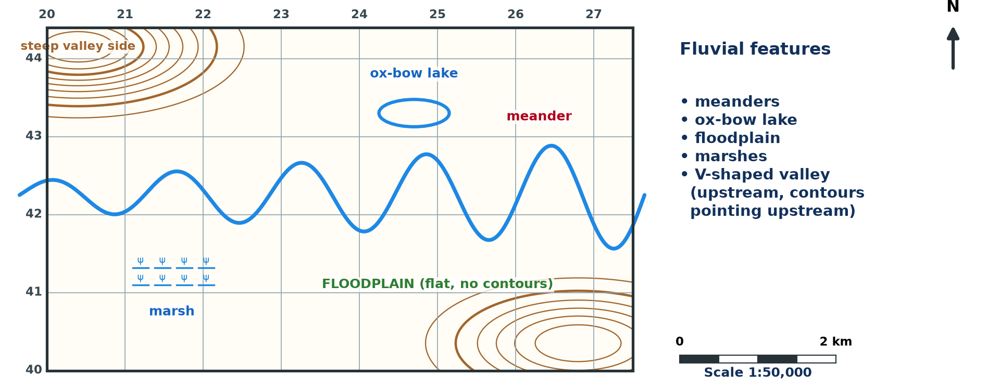 20 21 22 23 24 25 26 27
N
steep valley side
44
Fluvial features
ox-bow lake
meander
• meanders
• ox-bow lake
• floodplain
• marshes
• V-shaped valley
(upstream, contours
pointing upstream)
43
42
ψ ψ ψ ψ
ψ ψ ψ ψ
FLOODPLAIN (flat, no contours)
41
marsh
0 2 km
40
Scale 1:50,000